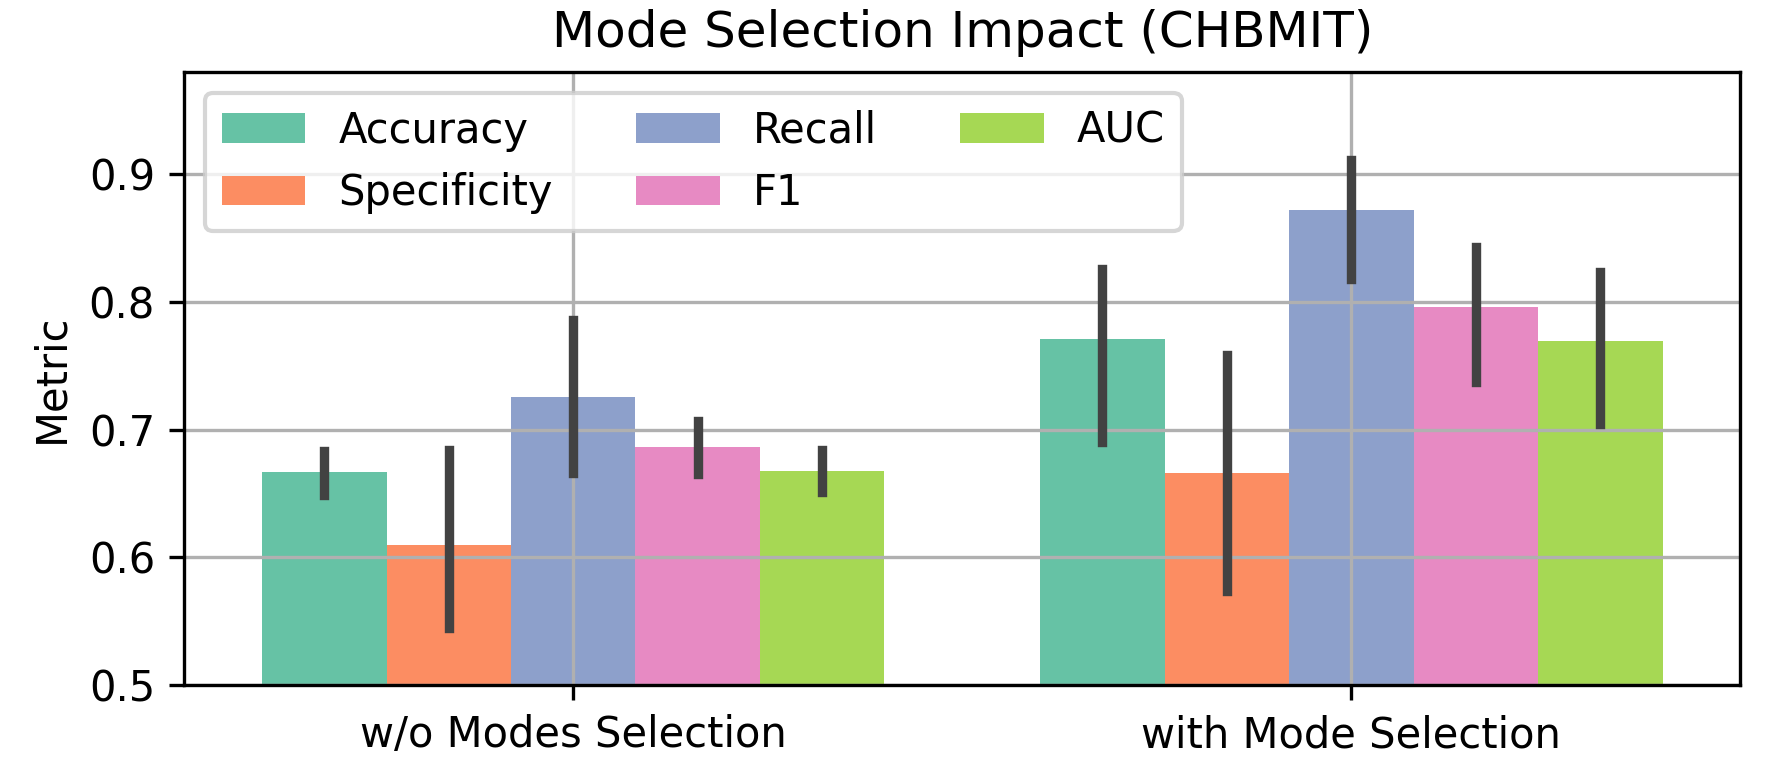 Mode Selection Impact (CHBMIT)
Accuracy
Specificity
Recall
F1
AUC
Metric
0.9
0.8
0.7
0.6
0.5
w/o Modes Selection
with Mode Selection